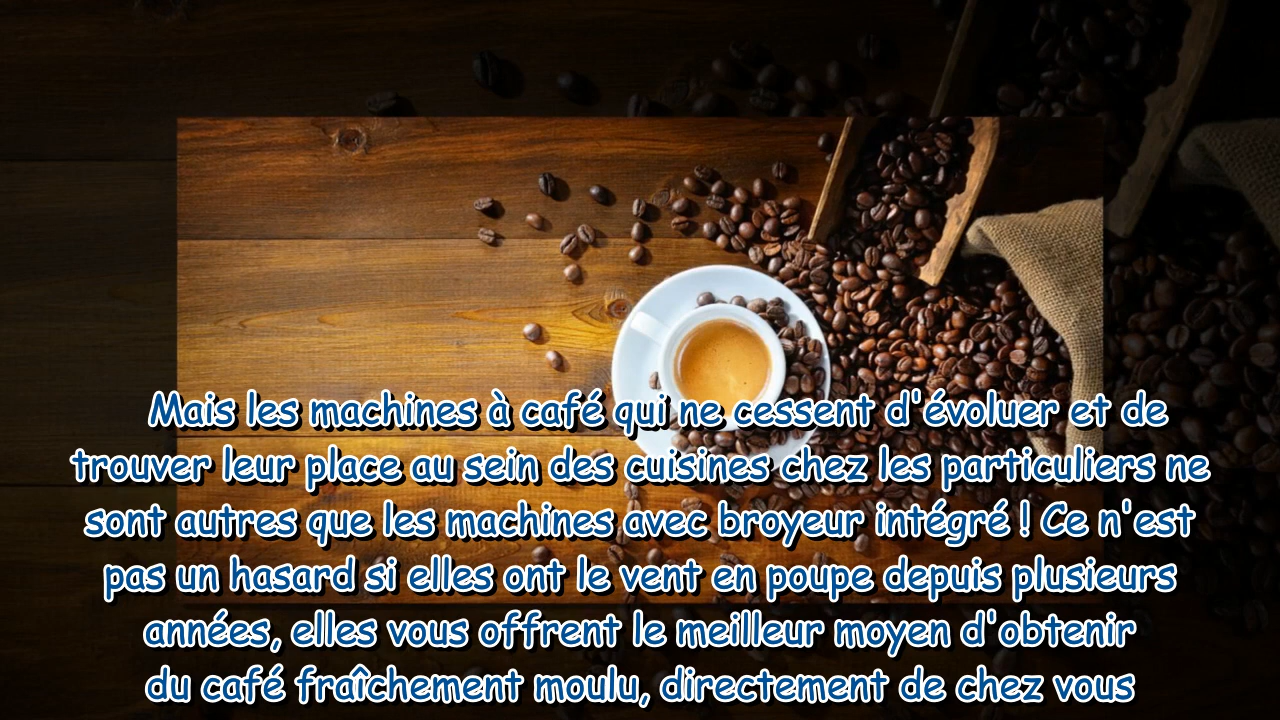 Mais les machines à café qui ne cessent d'évoluer et de
trouver leur place au sein des cuisines chez les particuliers ne
sont autres que les machines avec broyeur intégré ! Ce n'est
pas un hasard si elles ont le vent en poupe depuis plusieurs
années, elles vous offrent le meilleur moyen d'obtenir
du café fraîchement moulu, directement de chez vous